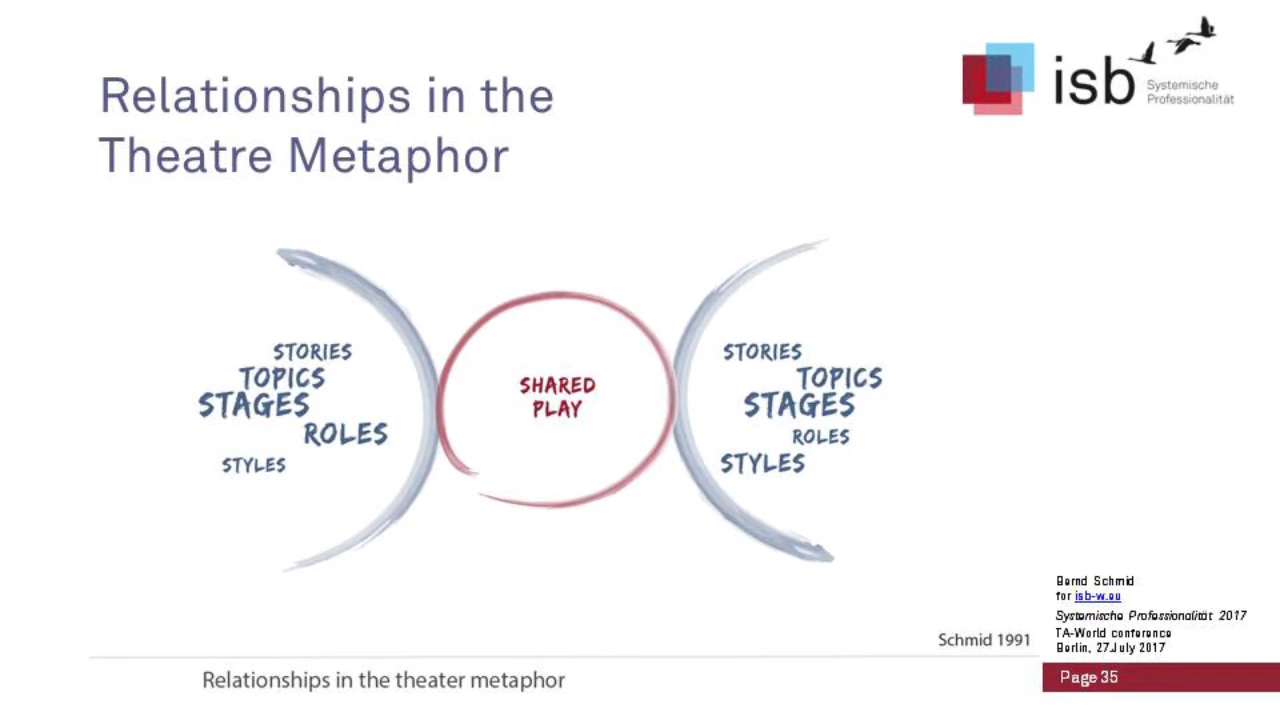 Relationships in the
Theatre Metaphor
isb
Systemische
Professionalität
STORIES
TOPICS
STAGES
ROLES
STYLES
SHARED
PLAY
STORIES
TOPICS
STAGES
ROLES
STYLES
Bernd Schmid
for isb-w.eu
Systemische Professionalität 2017
TA-World conference
Berlin, 27.July 2017
Schmid 1991
Relationships in the theater metaphor
Page 35